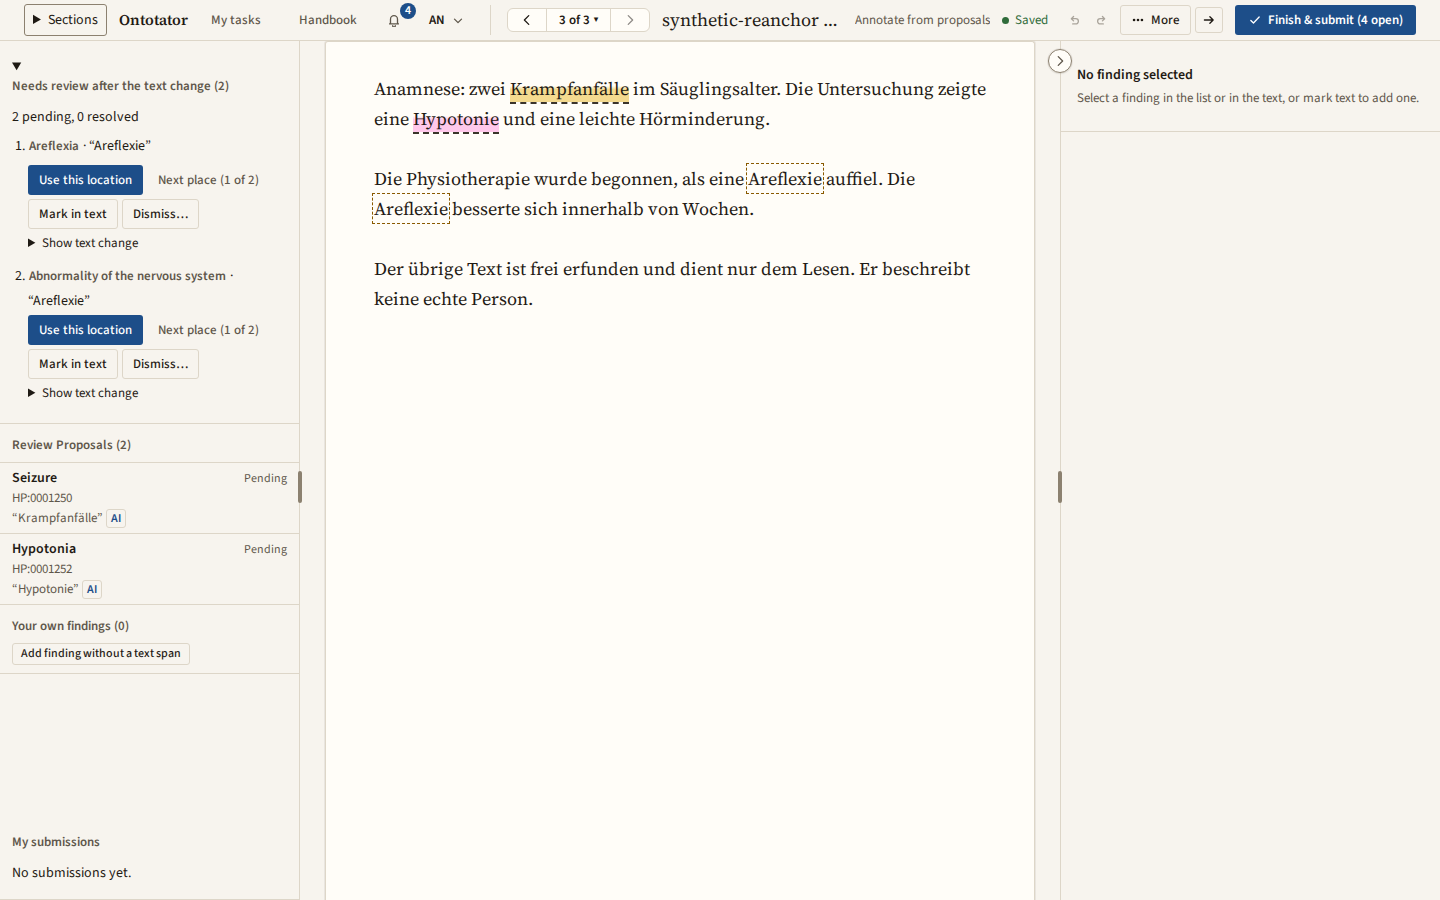 Sections
Ontotator
My tasks
Handbook
4
AN
3 of 3
synthetic-reanchor ...
Annotate from proposals
Saved
More
Finish & submit (4 open)
Needs review after the text change (2)
2 pending, 0 resolved
1. Areflexia · “Areflexie”
Use this location
Next place (1 of 2)
Mark in text
Dismiss...
Show text change
2. Abnormality of the nervous system ·
“Areflexie”
Use this location
Next place (1 of 2)
Mark in text
Dismiss...
Show text change
Review Proposals (2)
Seizure
Pending
HP:0001250
“Krampfanfälle” AI
Hypotonia
Pending
HP:0001252
“Hypotonie” AI
Your own findings (0)
Add finding without a text span
My submissions
No submissions yet.
Anamnese: zwei Krampfanfälle im Säuglingsalter. Die Untersuchung zeigte
eine Hypotonie und eine leichte Hörminderung.
Die Physiotherapie wurde begonnen, als eine Areflexie auffiel. Die
Areflexie besserte sich innerhalb von Wochen.
Der übrige Text ist frei erfunden und dient nur dem Lesen. Er beschreibt
keine echte Person.
No finding selected
Select a finding in the list or in the text, or mark text to add one.